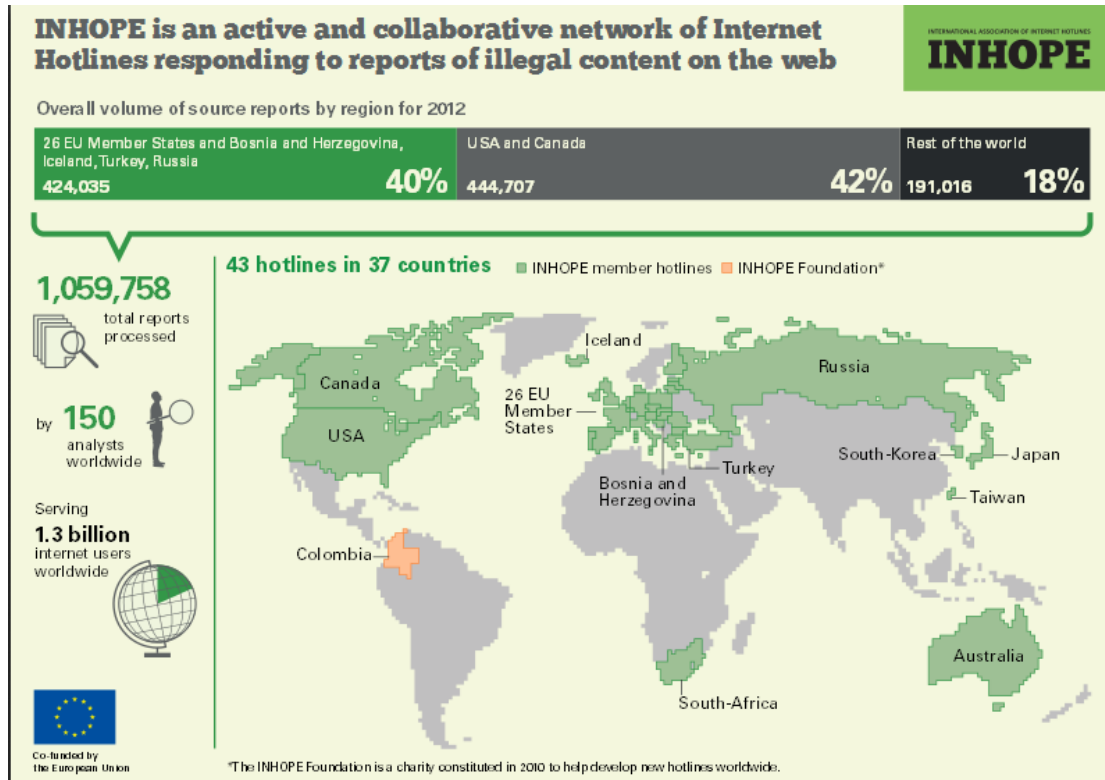 INHOPE is an active and collaborative network of Internet
Hotlines responding to reports of illegal content on the web
INTERNATIONAL ASSOCIATION OF INTERNET HOTLINES
INHOPE
Overall volume of source reports by region for 2012
26 EU Member States and Bosnia and Herzegovina,
Iceland, Turkey, Russia
424,035
40%
USA and Canada
444,707
42%
Rest of the world
191,016
18%
1,059,758
total reports
processed
by 150
analysts
worldwide
Serving
1.3 billion
internet users
worldwide
Co-funded by
the European Union
43 hotlines in 37 countries
INHOPE member hotlines
INHOPE Foundation*
Iceland
Canada
Russia
26 EU
Member
States
USA
South-Korea
Japan
Turkey
Bosnia and
Herzegovina
Taiwan
Colombia
Australia
South-Africa
*The INHOPE Foundation is a charity constituted in 2010 to help develop new hotlines worldwide.